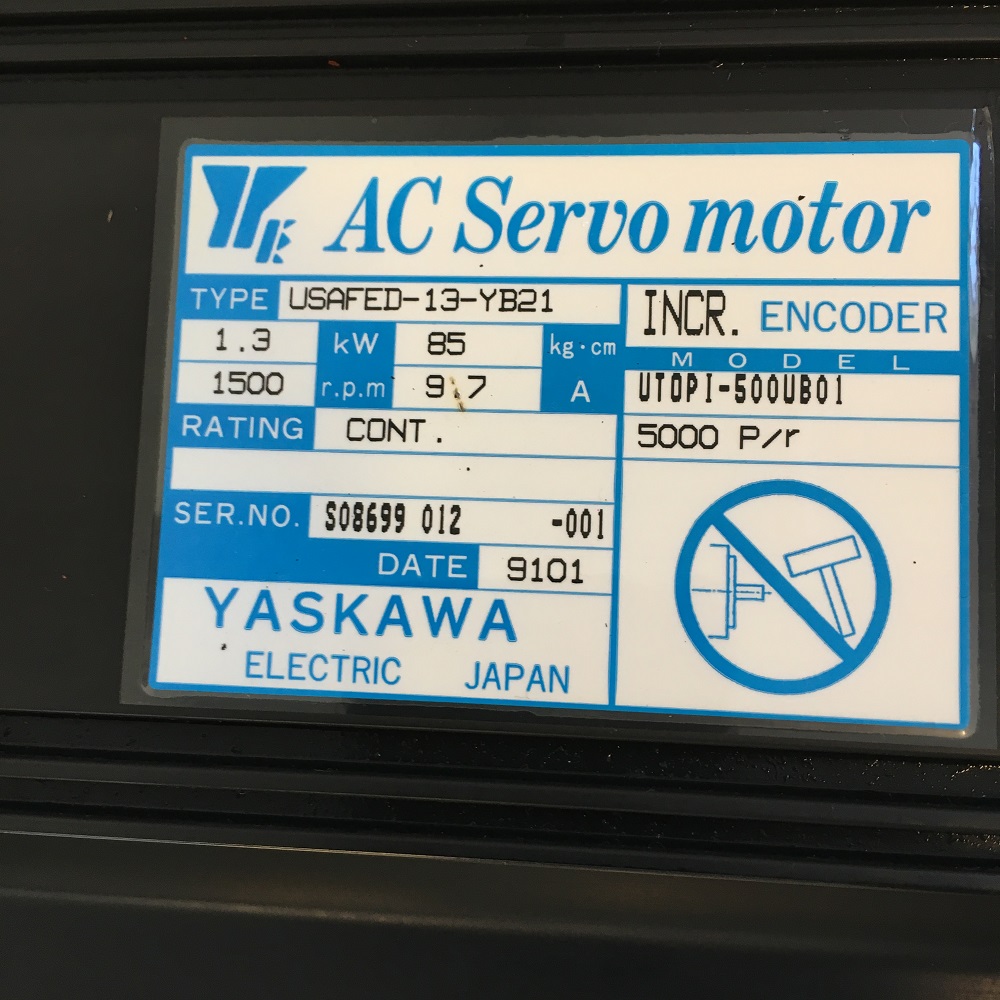 YEK AC Servo motor
TYPE USAFED-13-YB21
1.3 kW 85 kg·cm
1500 r.p.m 9.7 A
RATING CONT.
SER.NO. S08699 012 -001
DATE 9101
YASKAWA
ELECTRIC JAPAN
INCR. ENCODER
MODEL
UTOPI-500UB01
5000 P/r